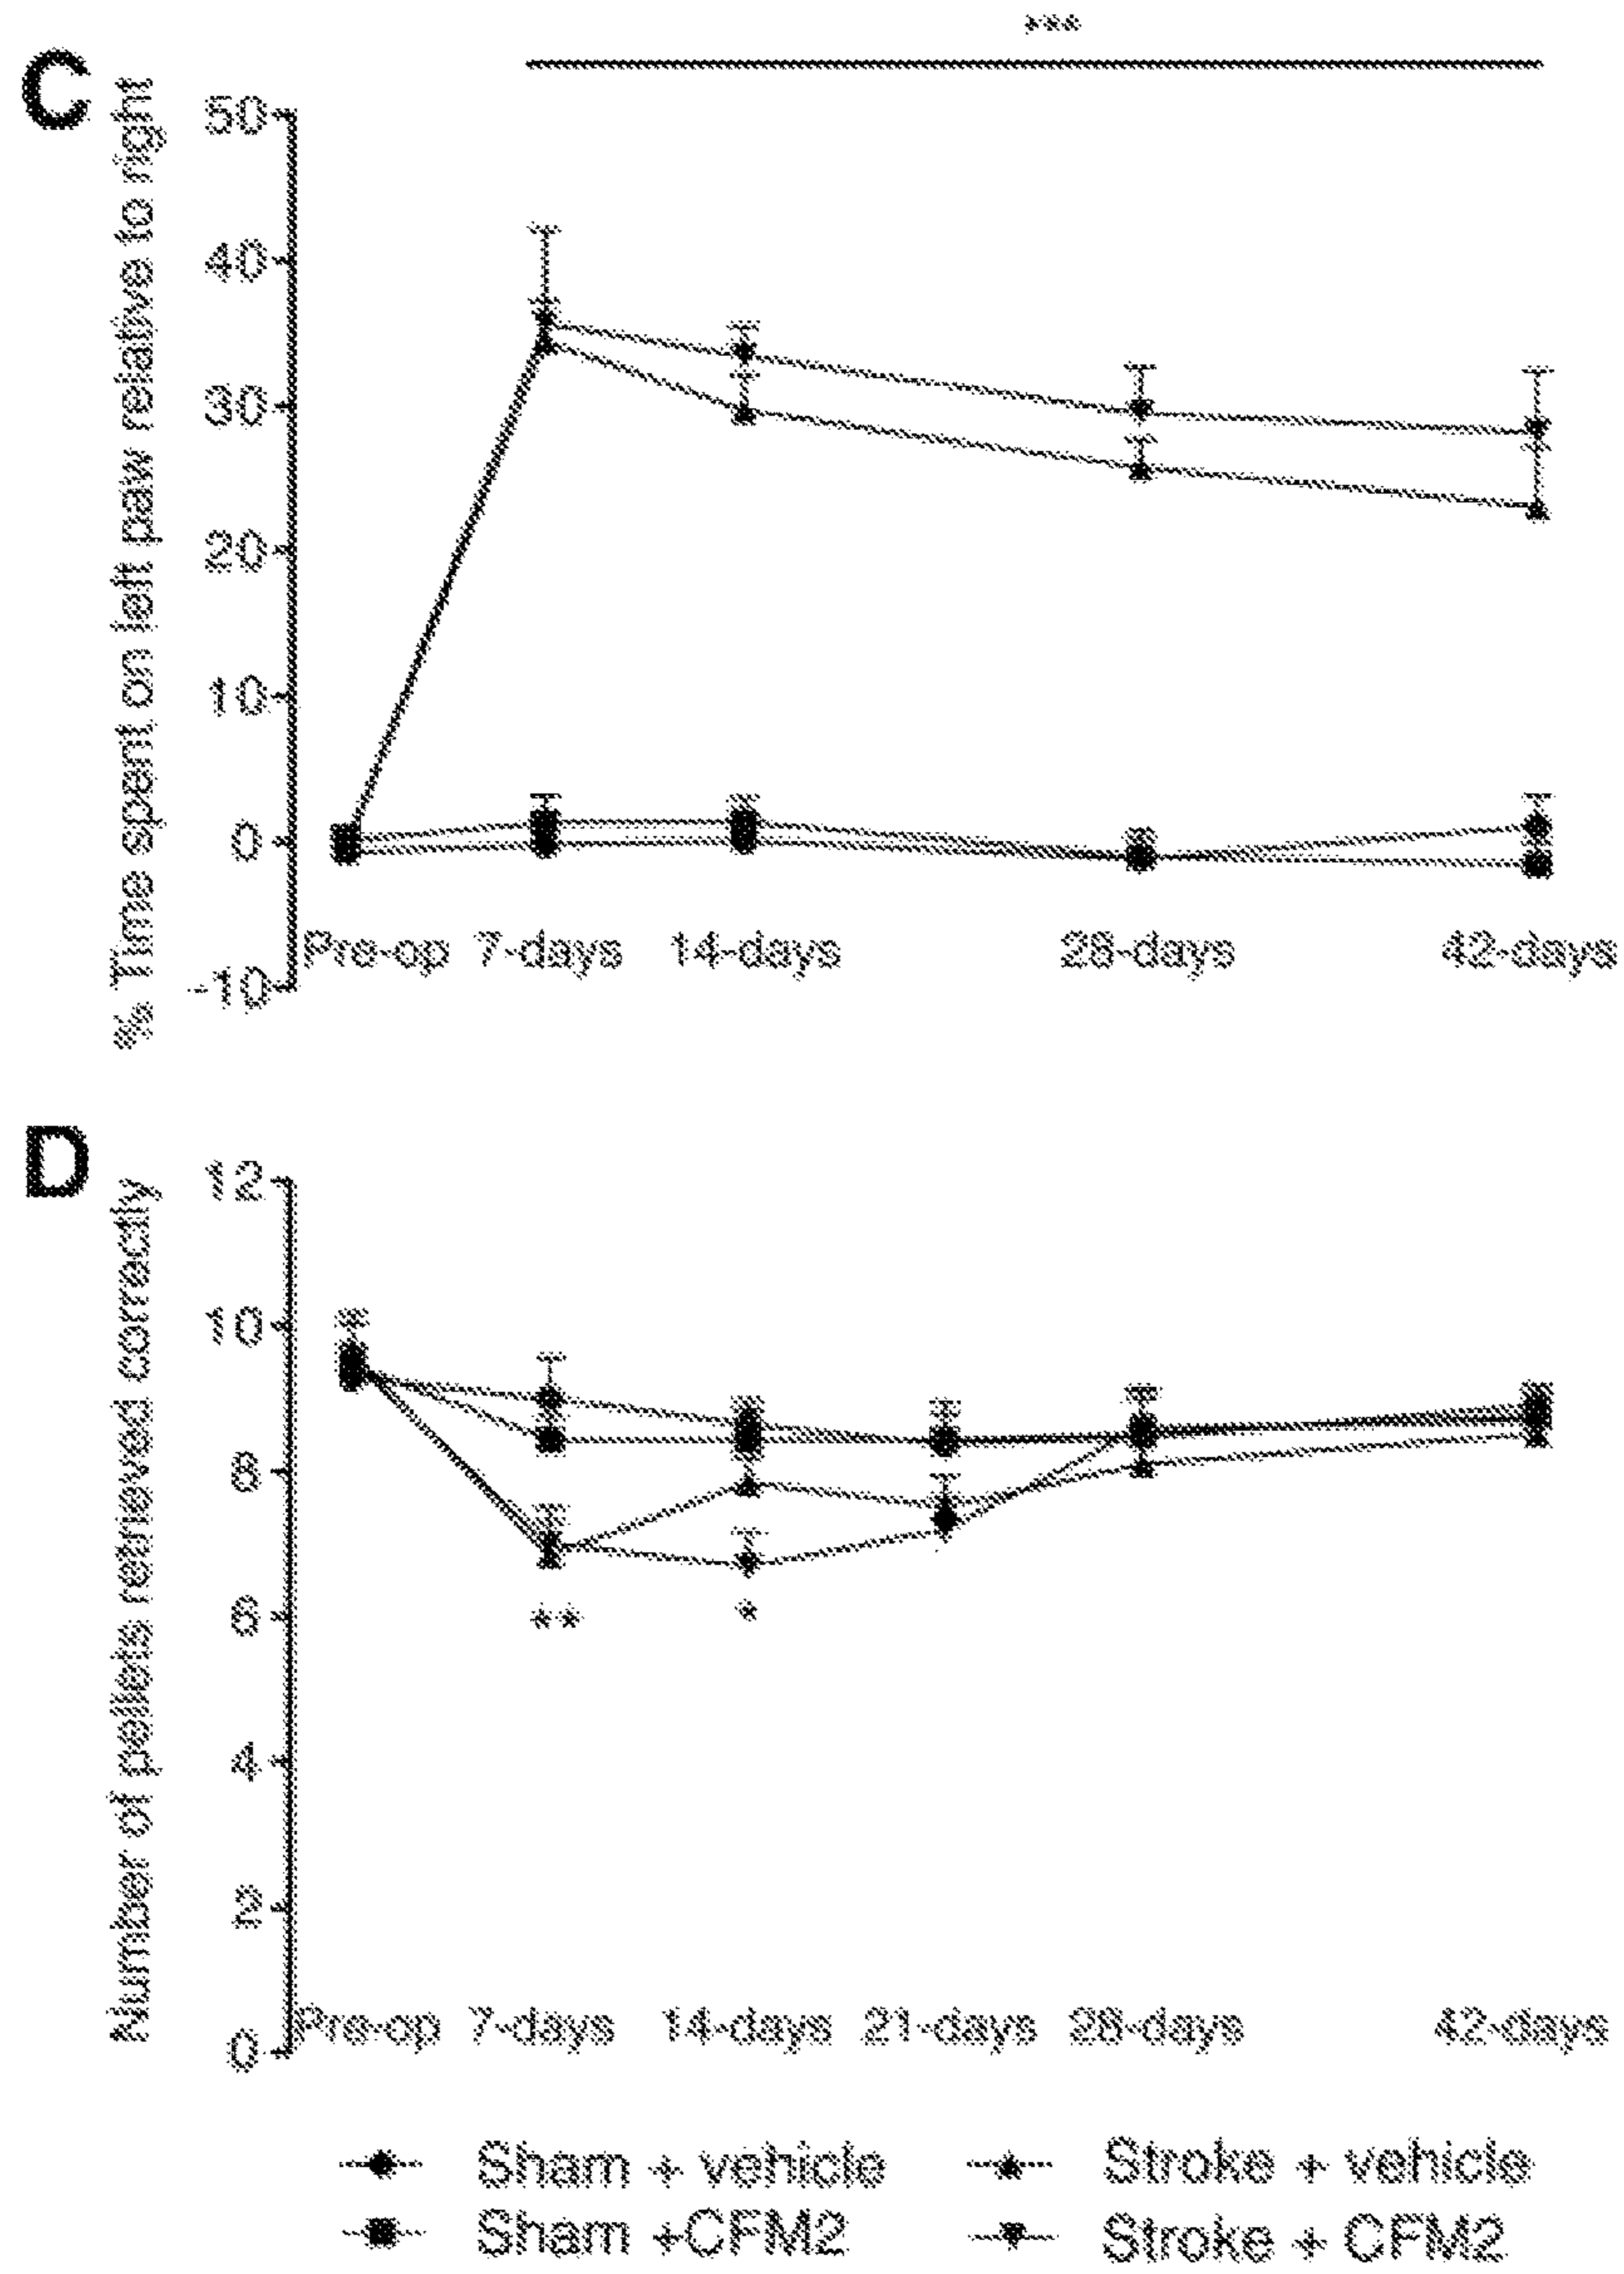 ***
C
% Time spent on left paw relative to right
50
40
30
20
10
0
-10
Pre-op 7-days 14-days 28-days 42-days
D
Number of pellets retrieved correctly
12
10
8
6
4
2
0
** *
Pre-op 7-days 14-days 21-days 28-days 42-days
Sham + vehicle Stroke + vehicle
Sham +CFM2 Stroke + CFM2